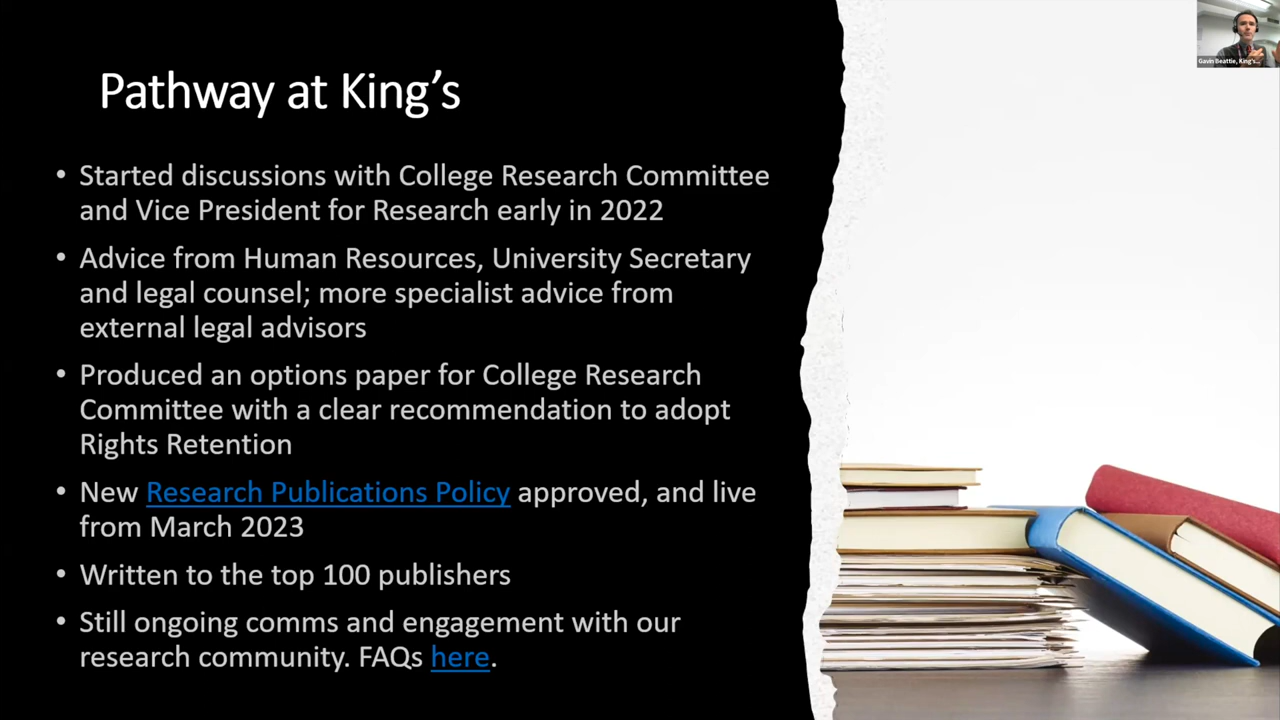 Pathway at King's
• Started discussions with College Research Committee
and Vice President for Research early in 2022
• Advice from Human Resources, University Secretary
and legal counsel; more specialist advice from
external legal advisors
• Produced an options paper for College Research
Committee with a clear recommendation to adopt
Rights Retention
• New Research Publications Policy approved, and live
from March 2023
• Written to the top 100 publishers
• Still ongoing comms and engagement with our
research community. FAQs here.
Gavin Beattie, King's...